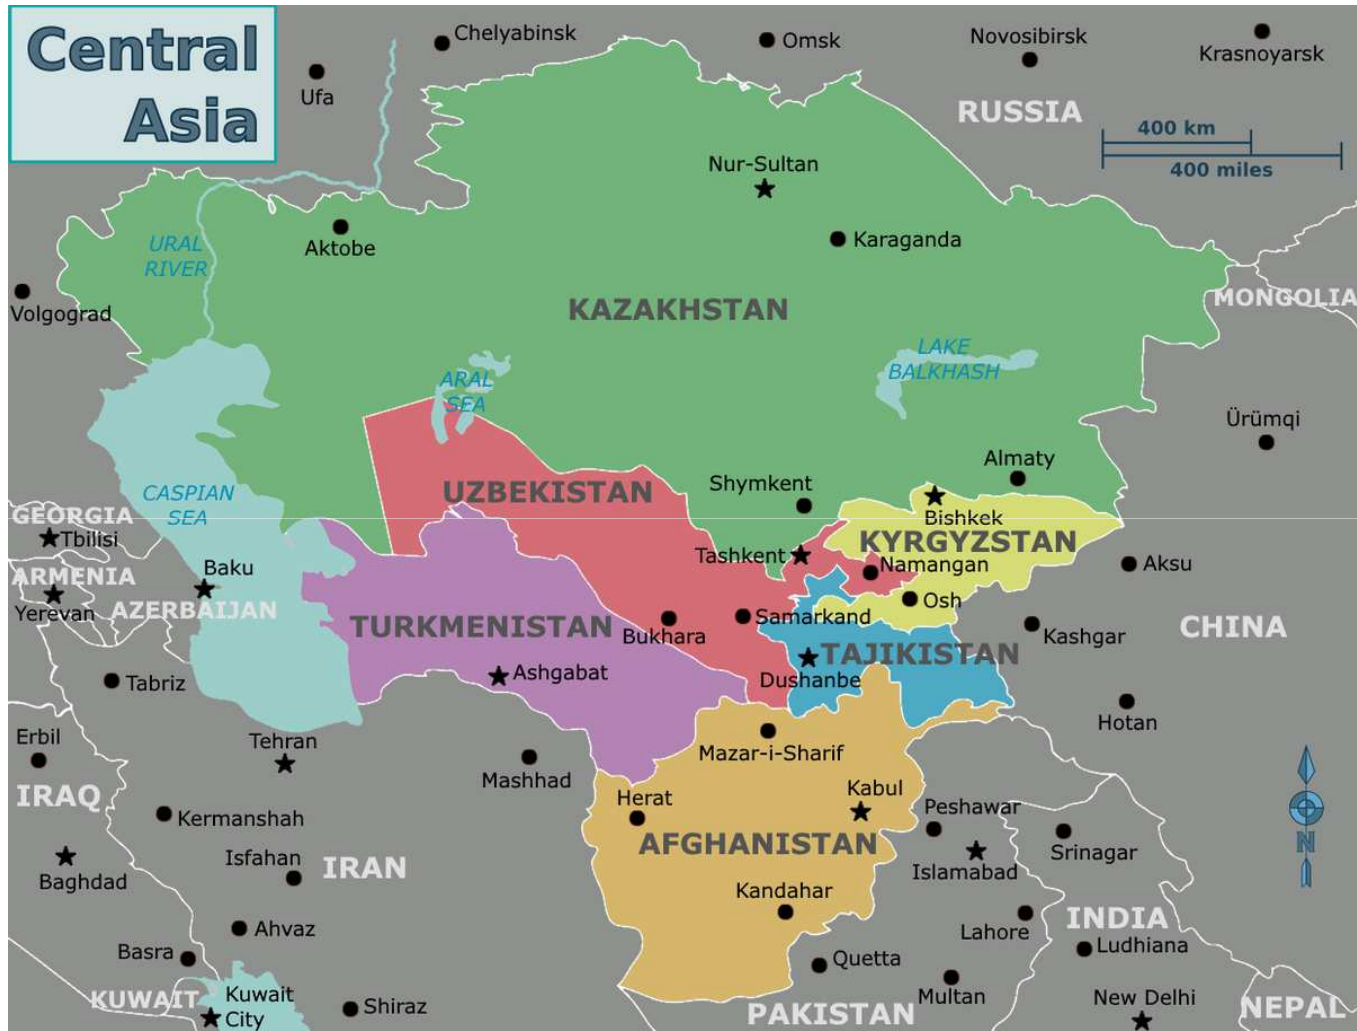 Central
Asia
Chelyabinsk
Omsk
Novosibirsk
Krasnoyarsk
Ufa
RUSSIA
400 km
400 miles
Nur-Sultan
Karaganda
Aktobe
URAL
RIVER
Volgograd
KAZAKHSTAN
MONGOLIA
LAKE
BALKHASH
ARAL
SEA
Ürümqi
Almaty
Shymkent
CASPIAN
SEA
UZBEKISTAN
GEORGIA
Tbilisi
Bishkek
KYRGYZSTAN
Tashkent
Namangan
Aksu
ARMENIA
Baku
Yerevan
AZERBAIJAN
Osh
Samarkand
Bukhara
TURKMENISTAN
Kashgar
CHINA
TAJIKISTAN
Dushanbe
Ashgabat
Tabriz
Hotan
Erbil
Tehran
Mazar-i-Sharif
Mashhad
IRAQ
Herat
Kabul
Peshawar
Kermanshah
AFGHANISTAN
Srinagar
Isfahan
IRAN
Islamabad
Baghdad
Kandahar
INDIA
Lahore
Ahvaz
Basra
Ludhiana
Quetta
Multan
KUWAIT
Kuwait
City
Shiraz
PAKISTAN
New Delhi
NEPAL
N